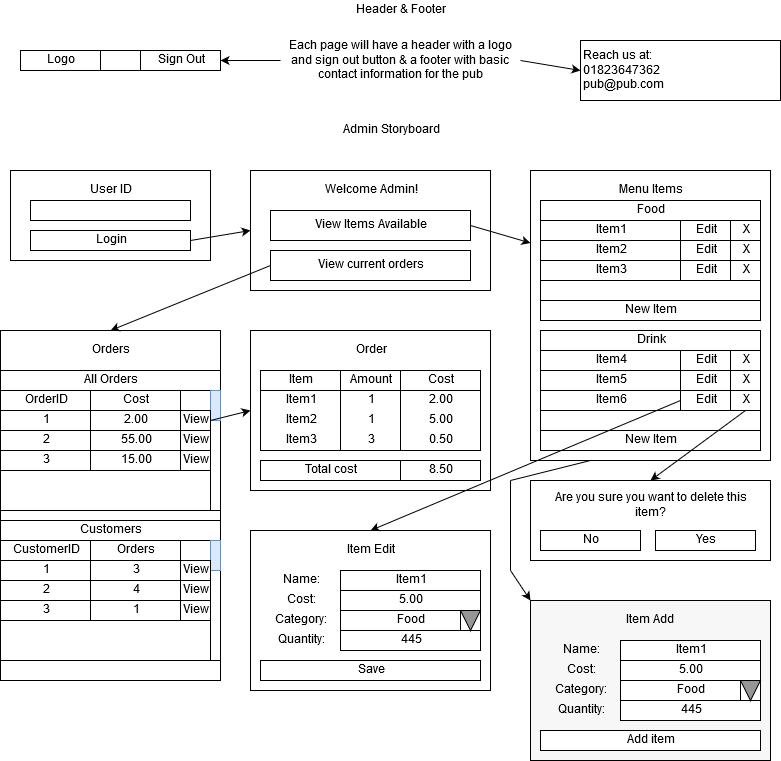 Header & Footer
Logo
Sign Out
Each page will have a header with a logo
and sign out button & a footer with basic
contact information for the pub
Reach us at:
01823647362
pub@pub.com
Admin Storyboard
User ID
Login
Welcome Admin!
View Items Available
View current orders
Menu Items
Food
Item1 Edit X
Item2 Edit X
Item3 Edit X
New Item
Drink
Item4 Edit X
Item5 Edit X
Item6 Edit X
New Item
Orders
All Orders
OrderID Cost
1 2.00 View
2 55.00 View
3 15.00 View
Customers
CustomerID Orders
1 3 View
2 4 View
3 1 View
Order
Item Amount Cost
Item1 1 2.00
Item2 1 5.00
Item3 3 0.50
Total cost 8.50
Are you sure you want to delete this
item?
No Yes
Item Edit
Name: Item1
Cost: 5.00
Category: Food
Quantity: 445
Save
Item Add
Name: Item1
Cost: 5.00
Category: Food
Quantity: 445
Add item